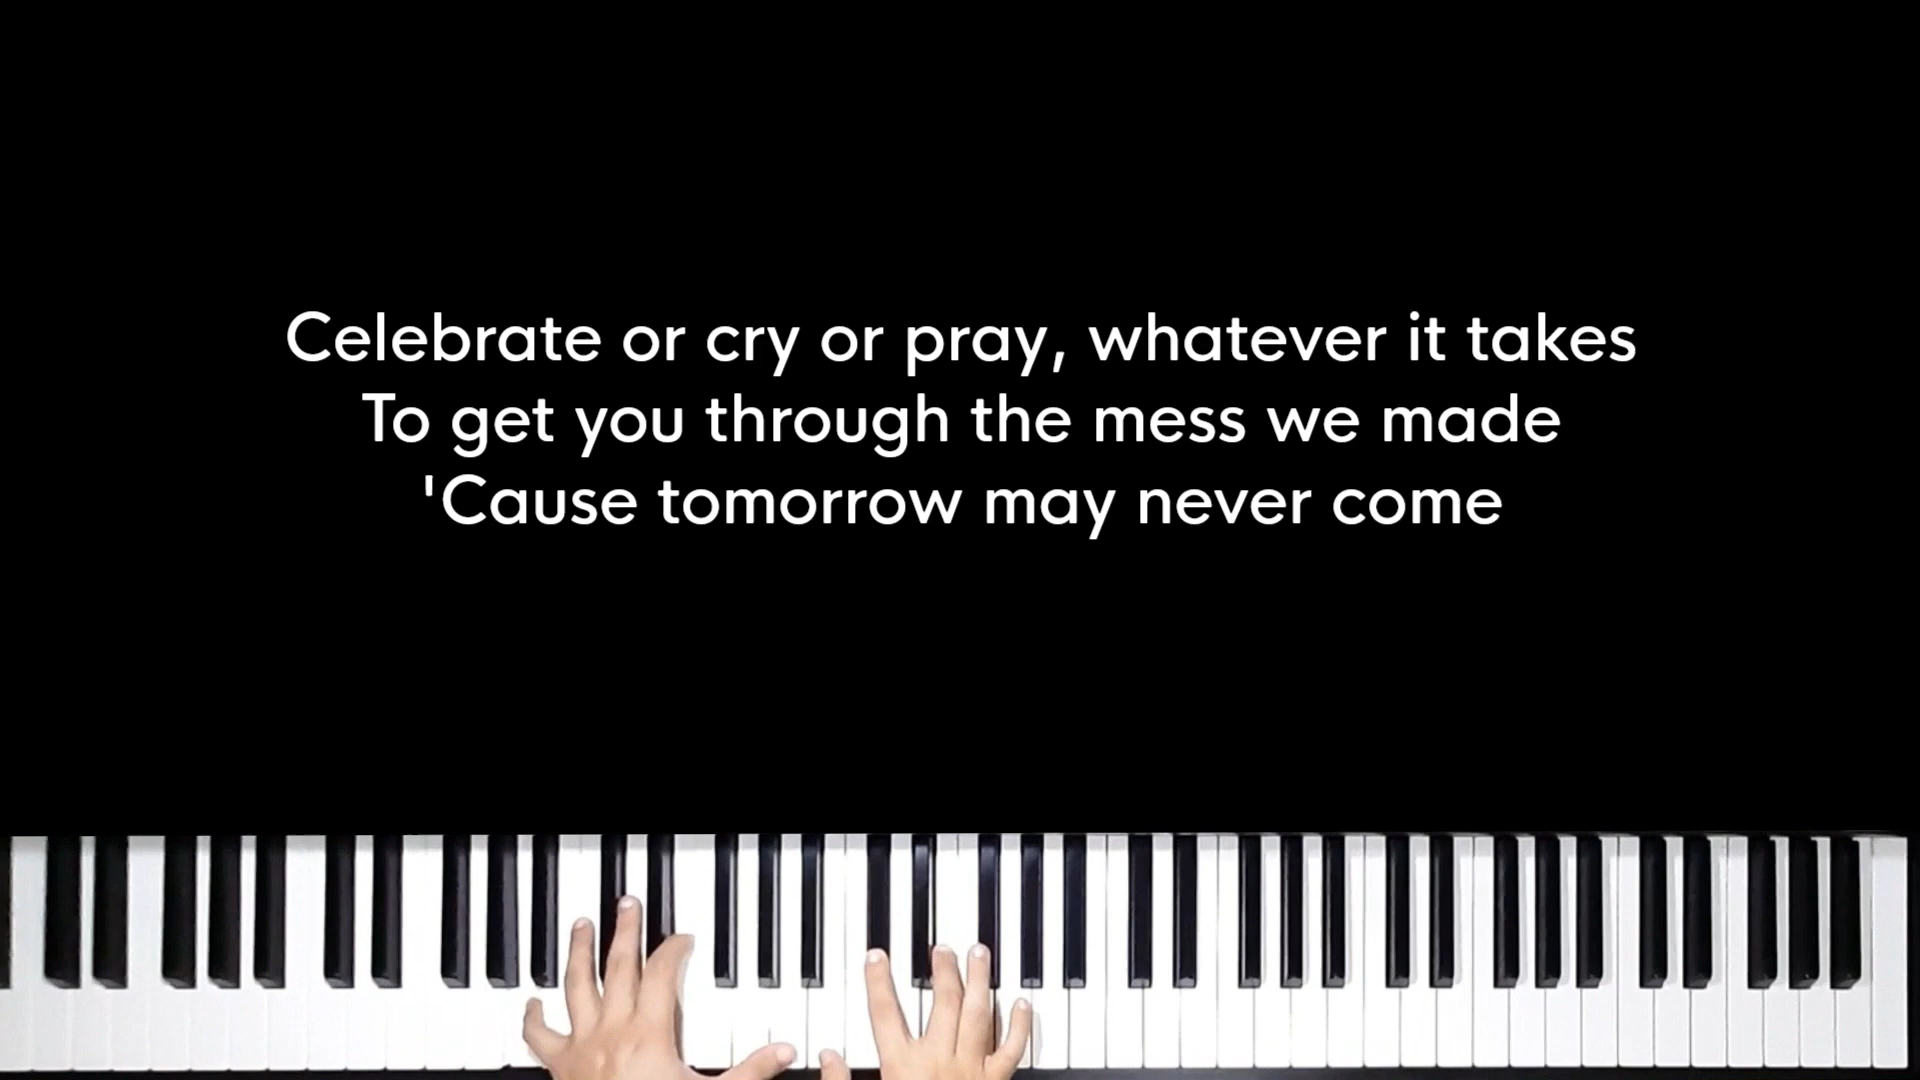 Celebrate or cry or pray, whatever it takes
To get you through the mess we made
'Cause tomorrow may never come